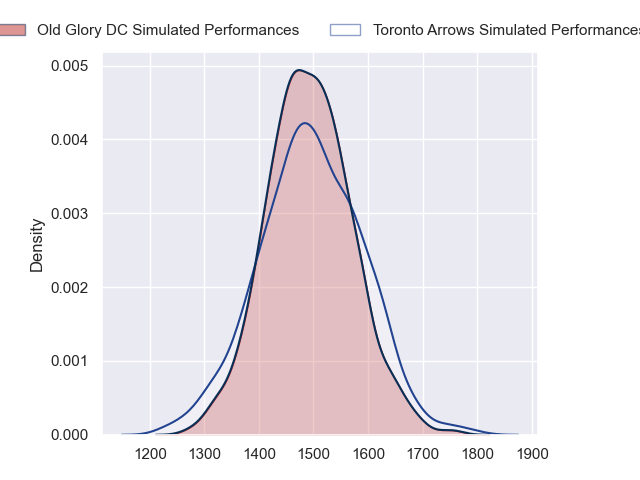 Old Glory DC Simulated Performances
Toronto Arrows Simulated Performances
0.005
0.004
0.003
0.002
0.001
0.000
Density
1200 1300 1400 1500 1600 1700 1800 1900